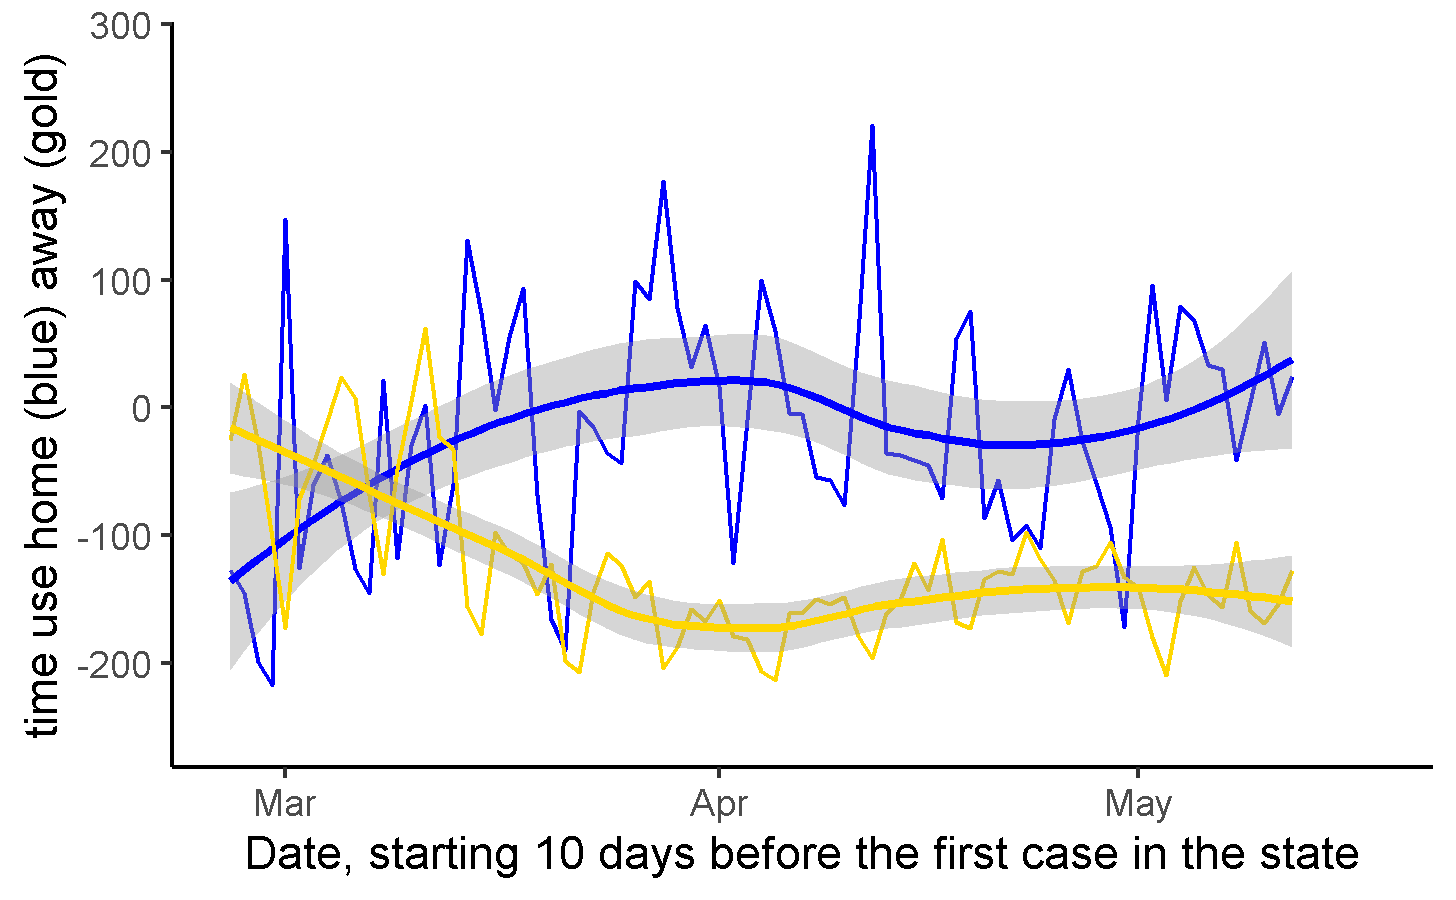 time use home (blue) away (gold)
300
200
100
0
-100
-200
Mar Apr May
Date, starting 10 days before the first case in the state